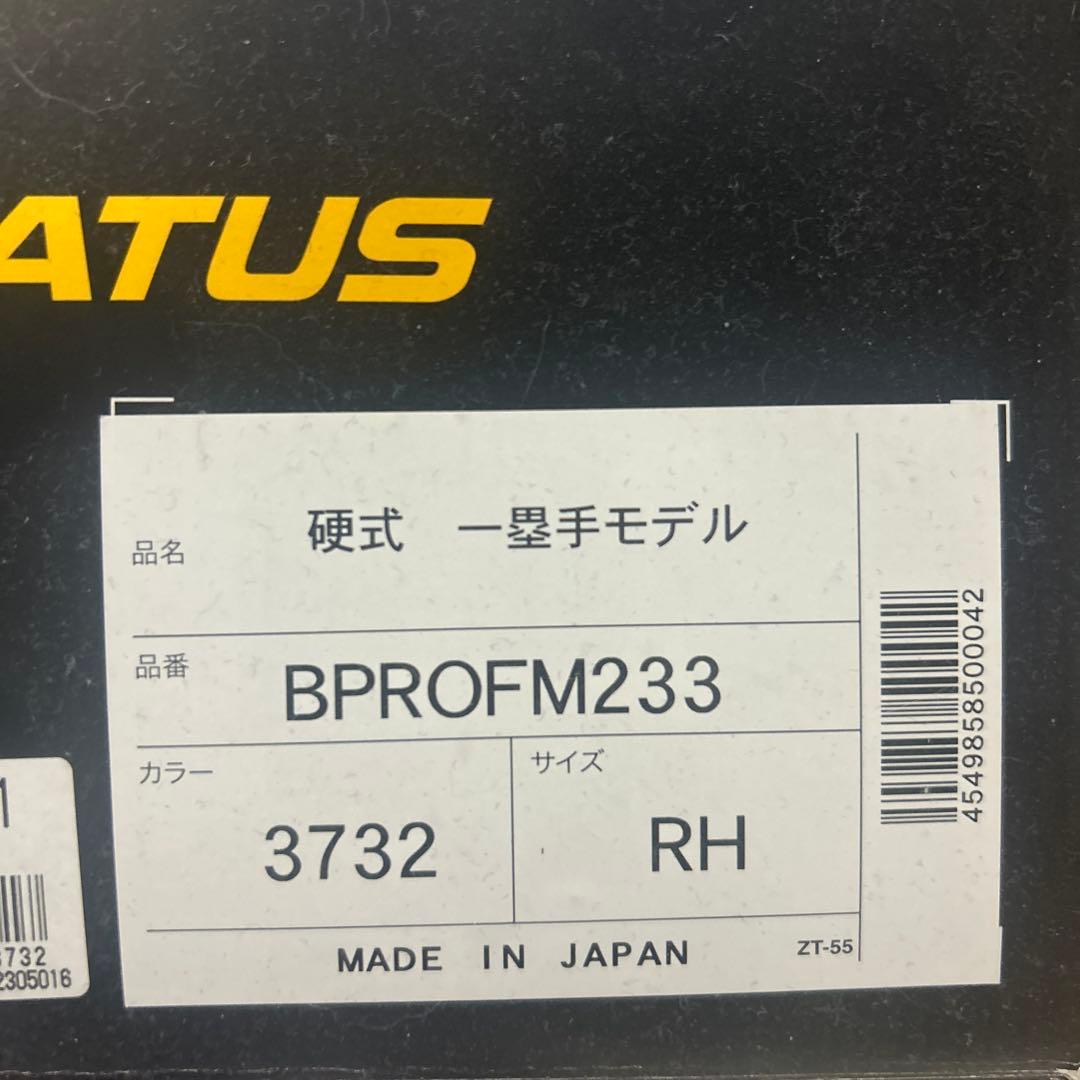 ATUS
品名
硬式　一塁手モデル
品番
BPROFM233
カラー
3732
サイズ
RH
MADE IN JAPAN
ZT-55
4549858500042
1
3732
2305016